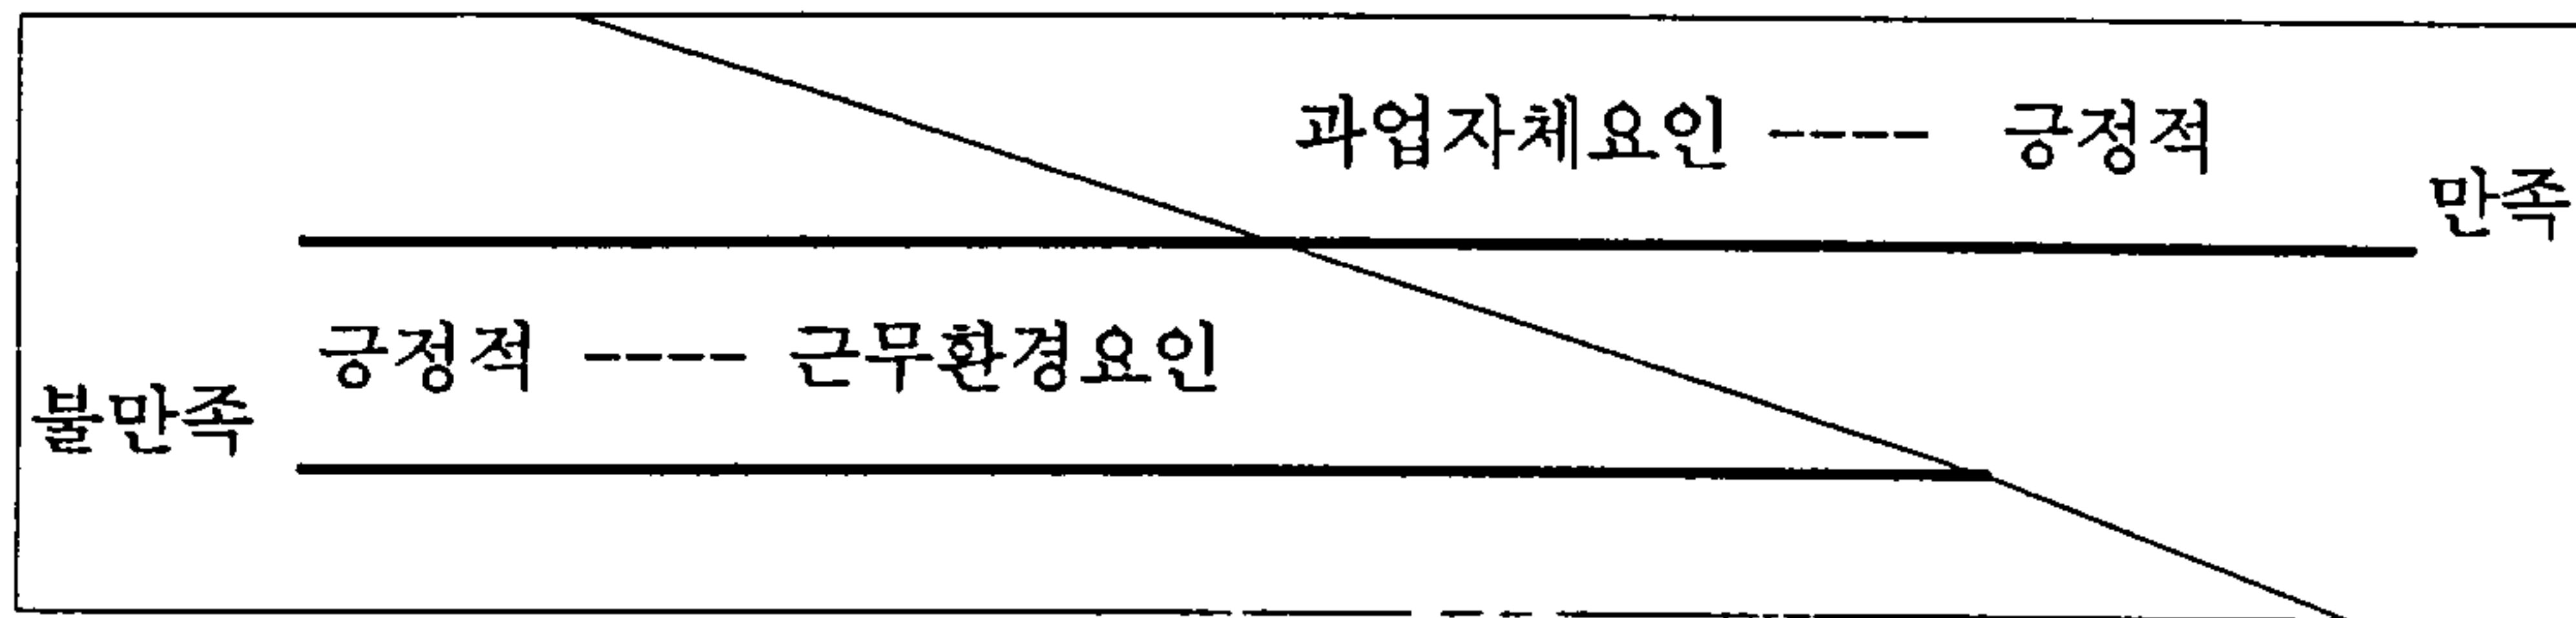 과업자체요인 ---- 긍정적
만족
긍정적 ---- 근무환경요인
불만족